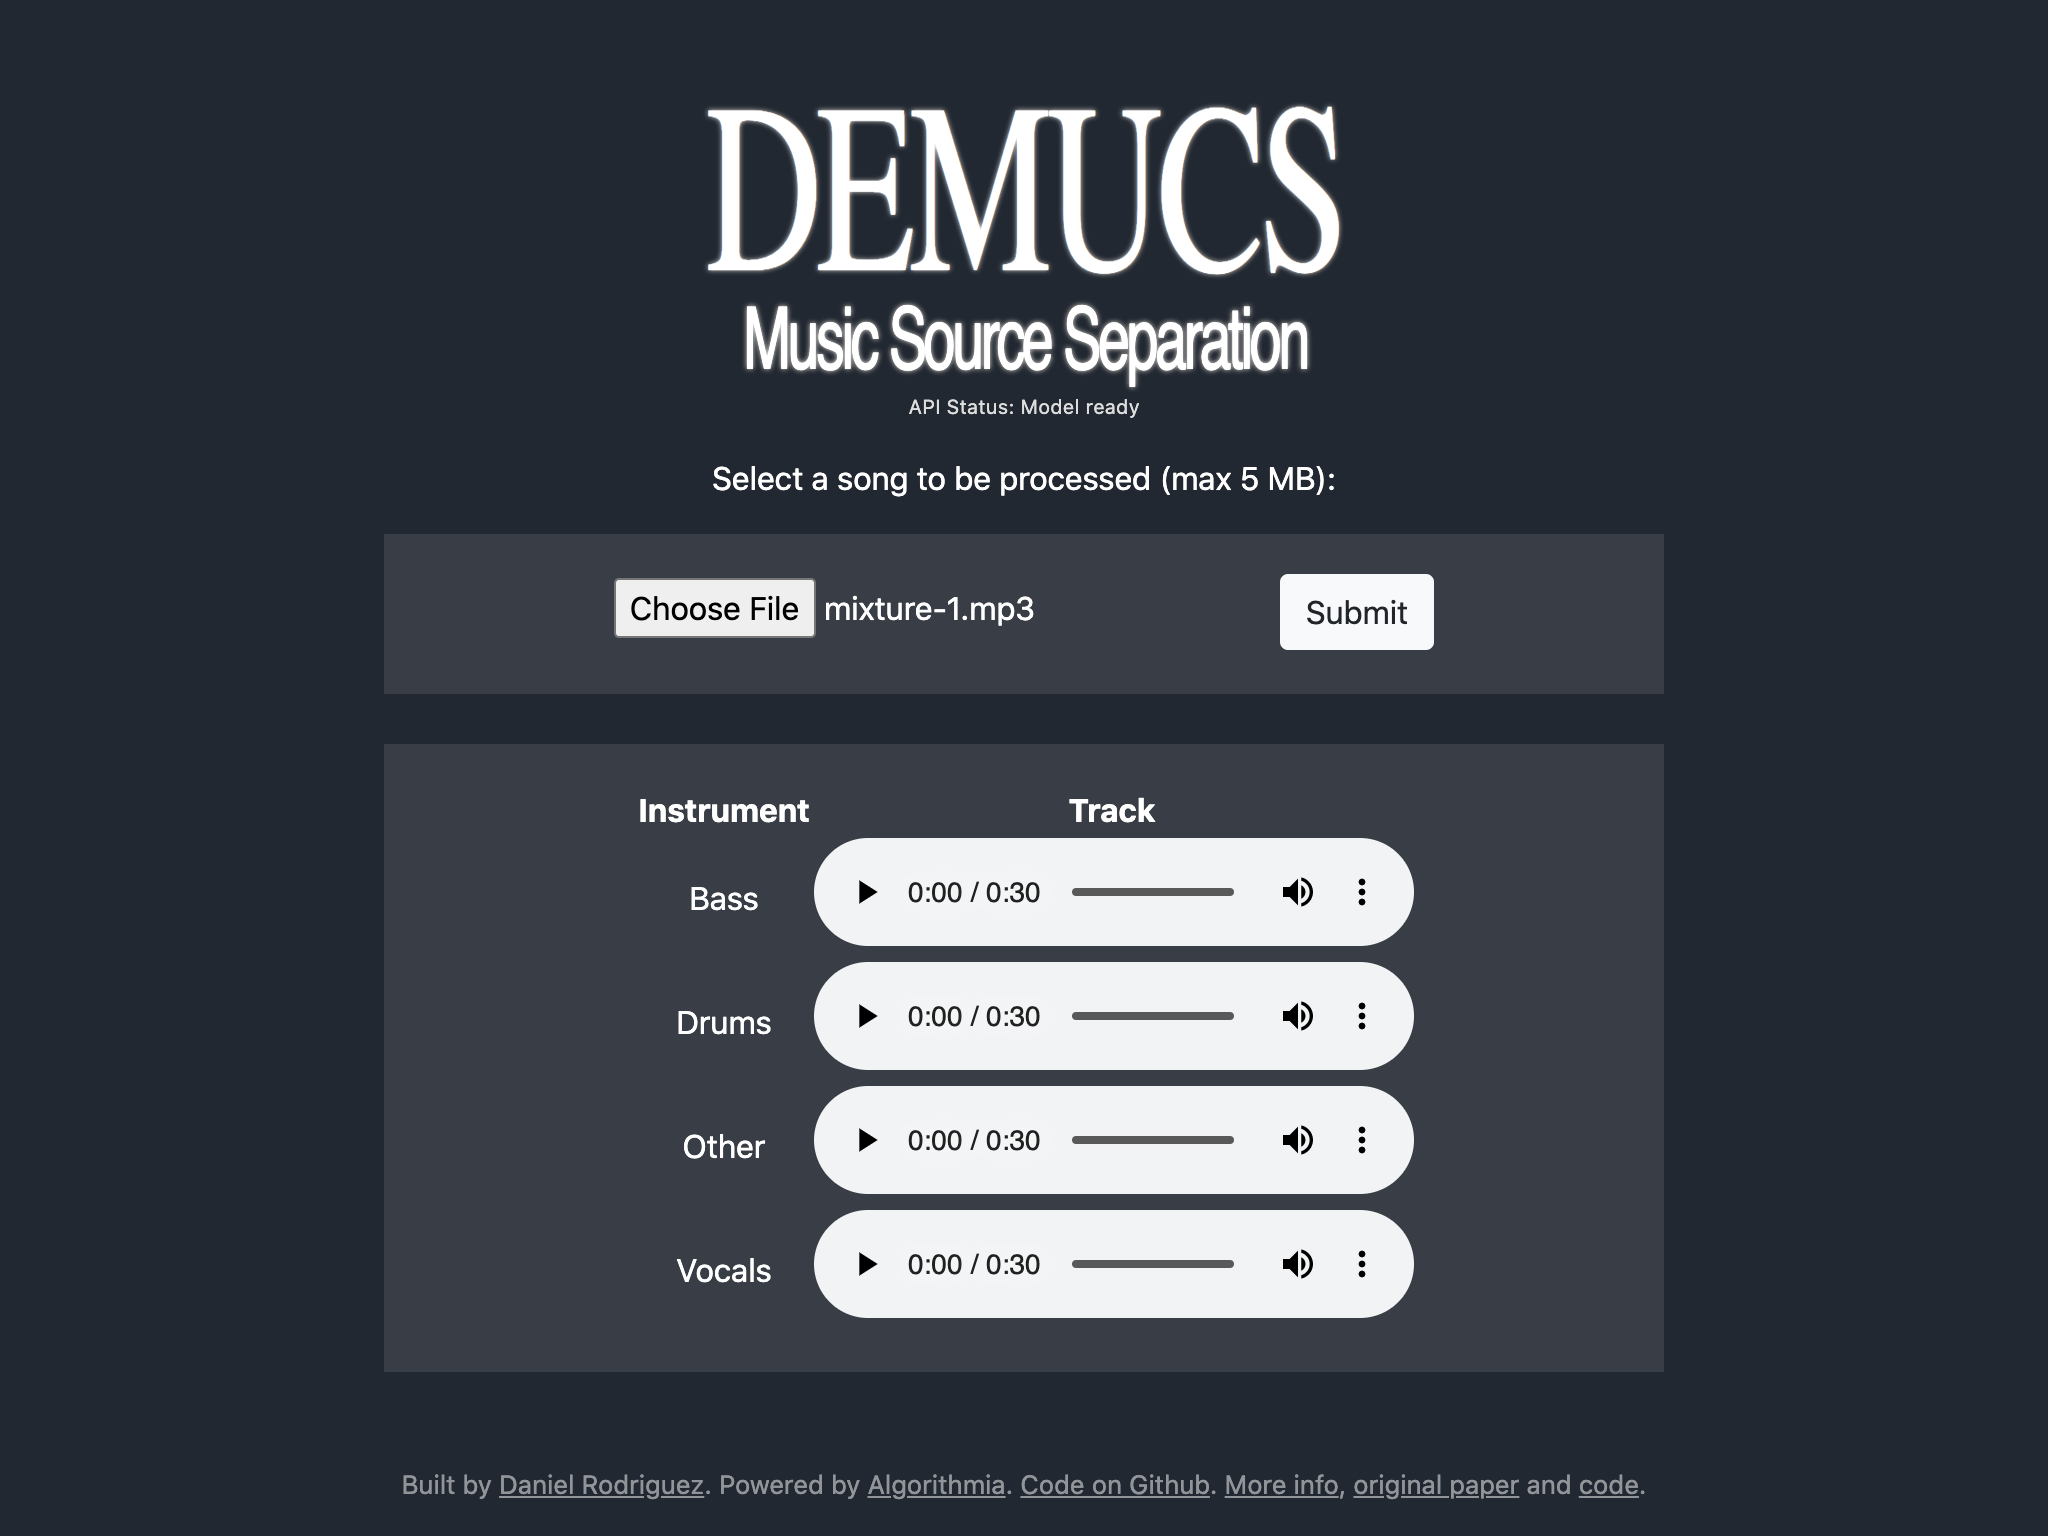 DEMUCS
Music Source Separation
API Status: Model ready
Select a song to be processed (max 5 MB):
Choose File mixture-1.mp3 Submit
Instrument Track
Bass 0:00 / 0:30
Drums 0:00 / 0:30
Other 0:00 / 0:30
Vocals 0:00 / 0:30
Built by Daniel Rodriguez. Powered by Algorithmia. Code on Github. More info, original paper and code.